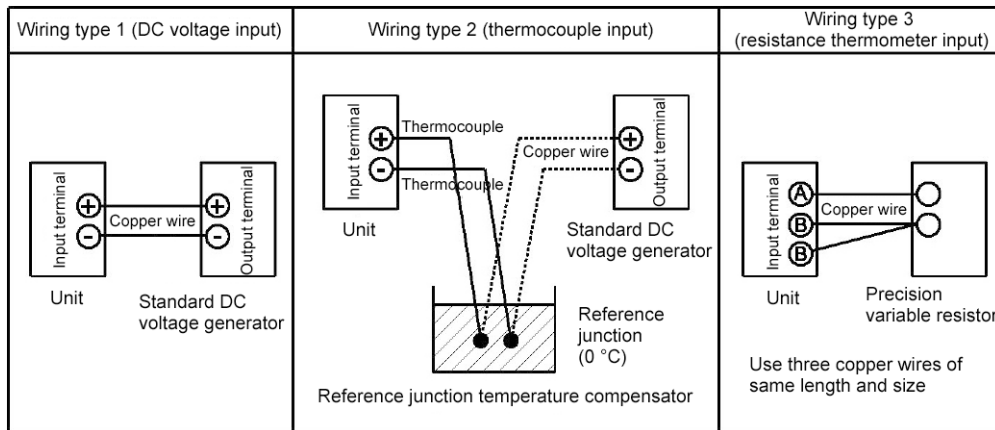 Wiring type 1 (DC voltage input)
Input terminal
+
-
Copper wire
+
-
Output terminal
Unit
Standard DC
voltage generator
Wiring type 2 (thermocouple input)
Input terminal
+
-
Thermocouple
Thermocouple
Copper wire
+
-
Output terminal
Unit
Standard DC
voltage generator
Reference
junction
(0 °C)
Reference junction temperature compensator
Wiring type 3
(resistance thermometer input)
Input terminal
A
B
B
Copper wire
Unit
Precision
variable resistor
Use three copper wires of
same length and size